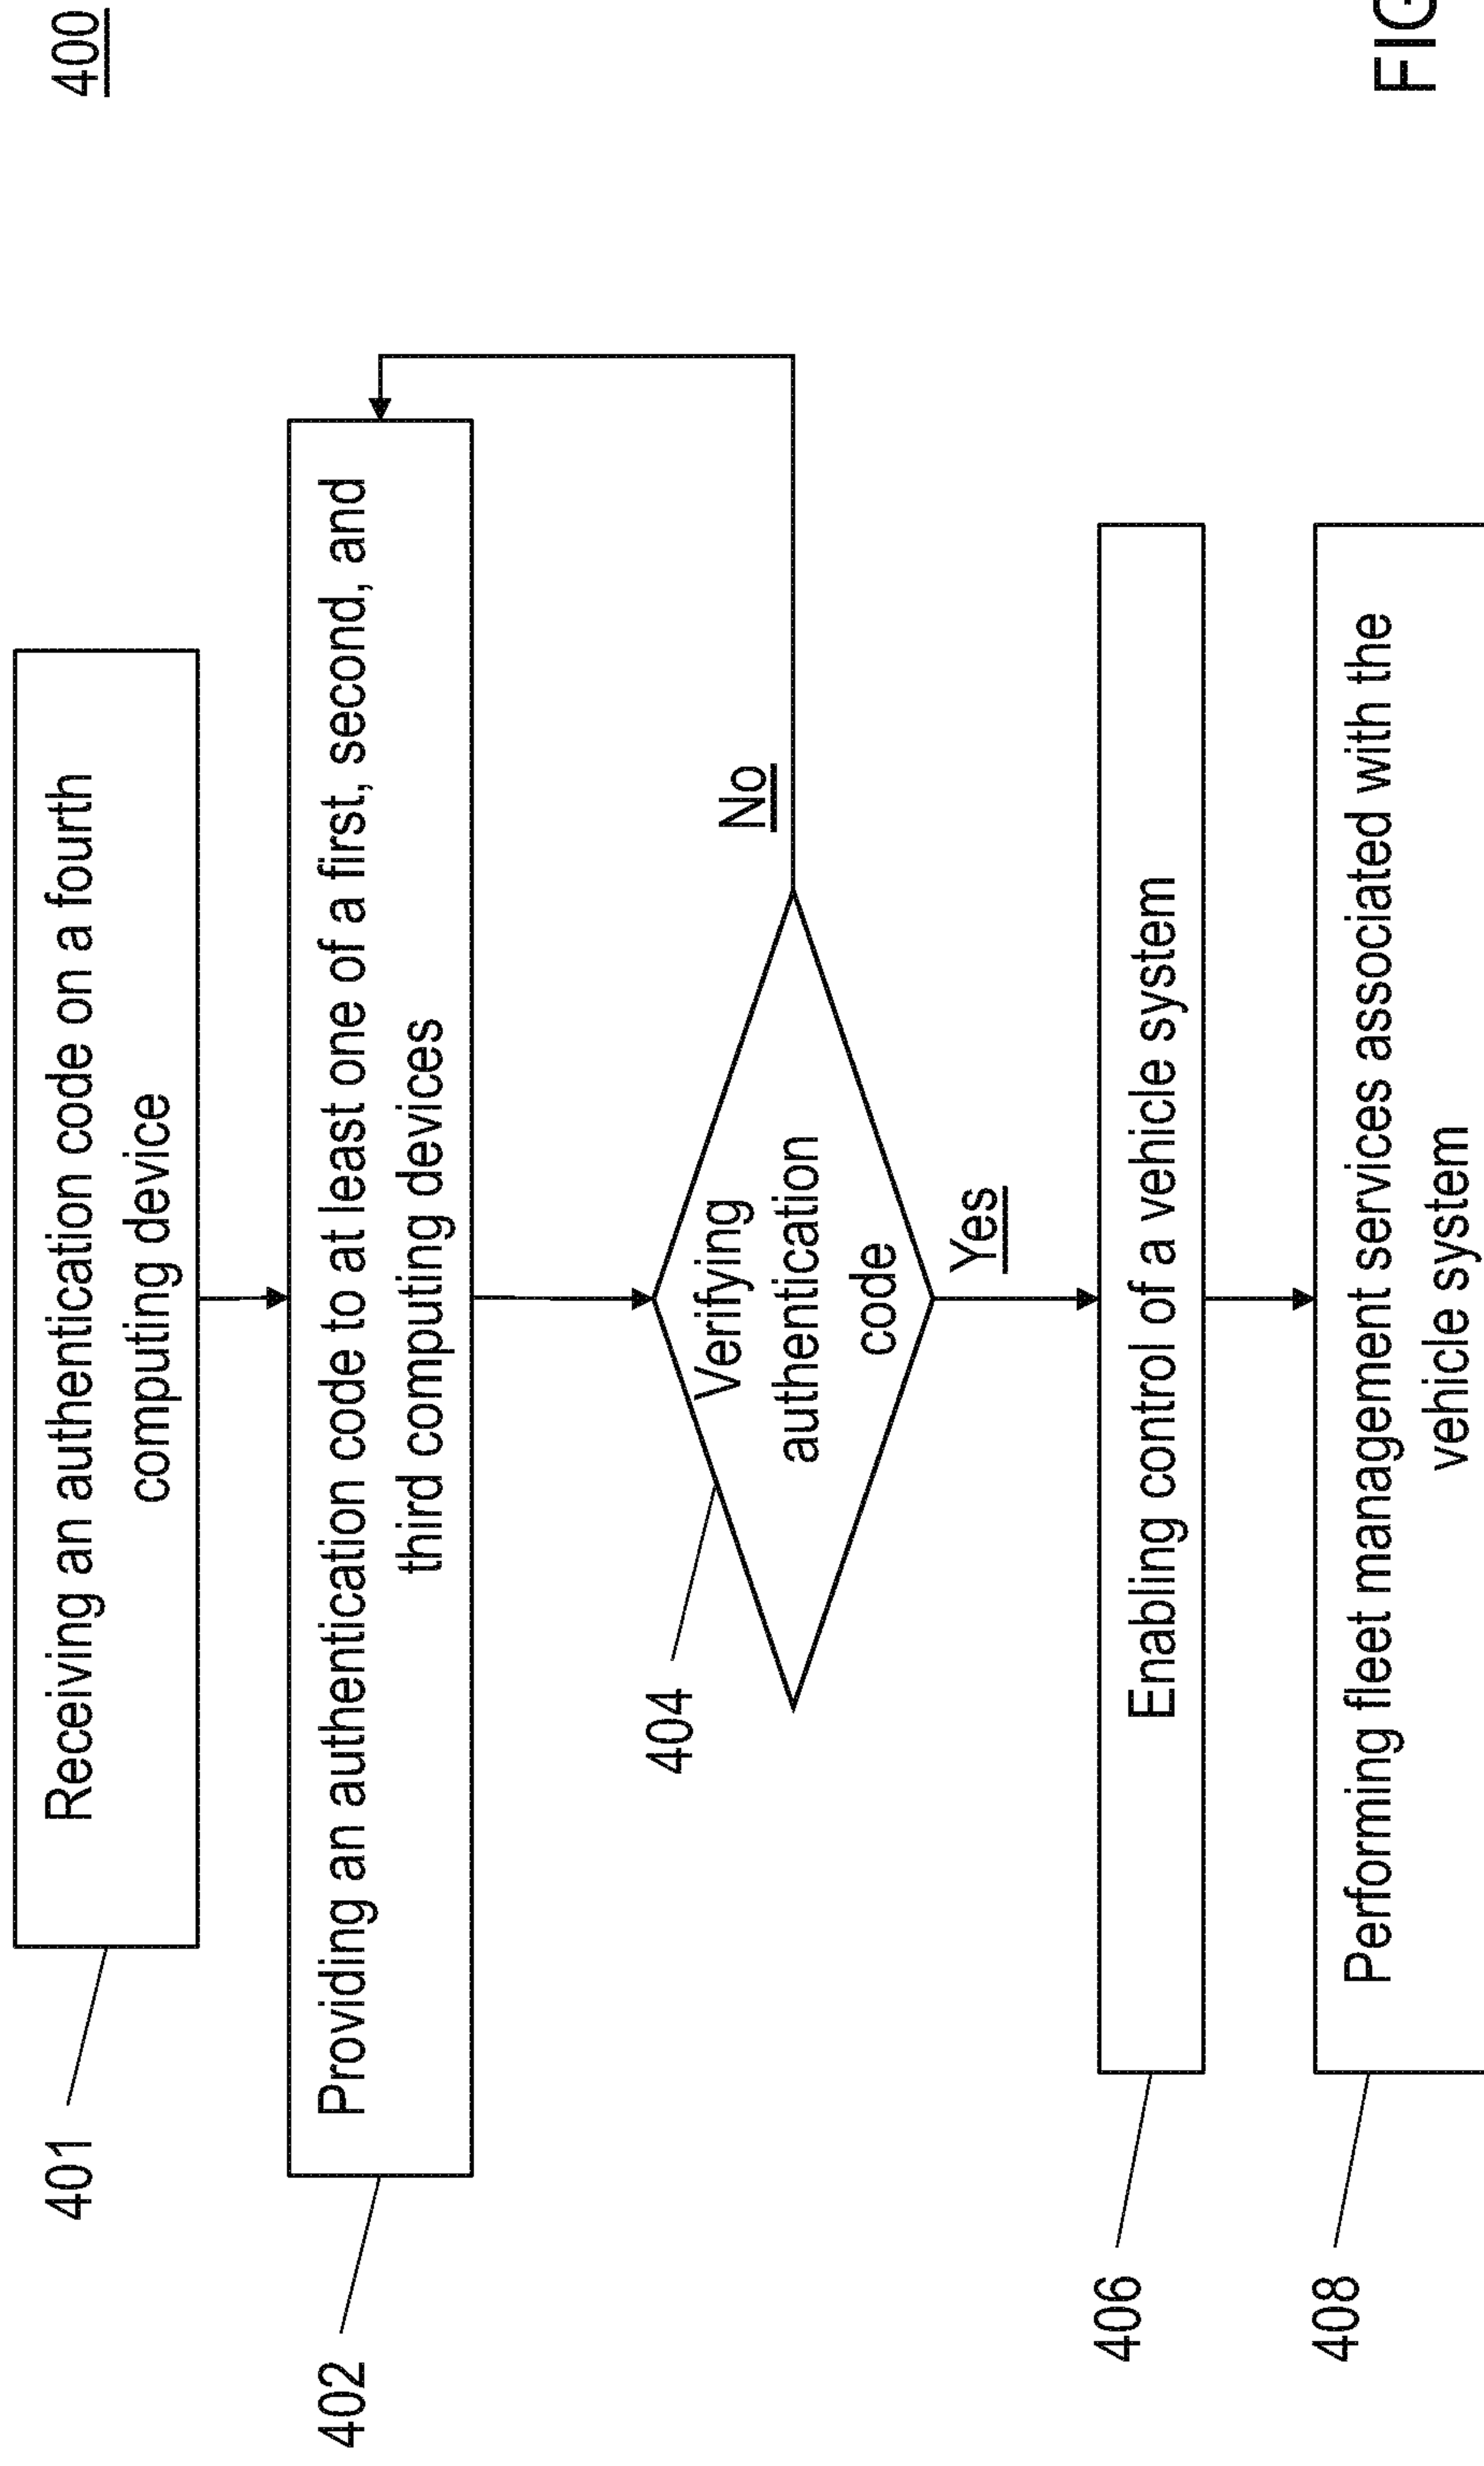 400
401
Receiving an authentication code on a fourth
computing device
402
Providing an authentication code to at least one of a first, second, and
third computing devices
404
Verifying
authentication
code
No
Yes
406
Enabling control of a vehicle system
408
Performing fleet management services associated with the
vehicle system
FIG